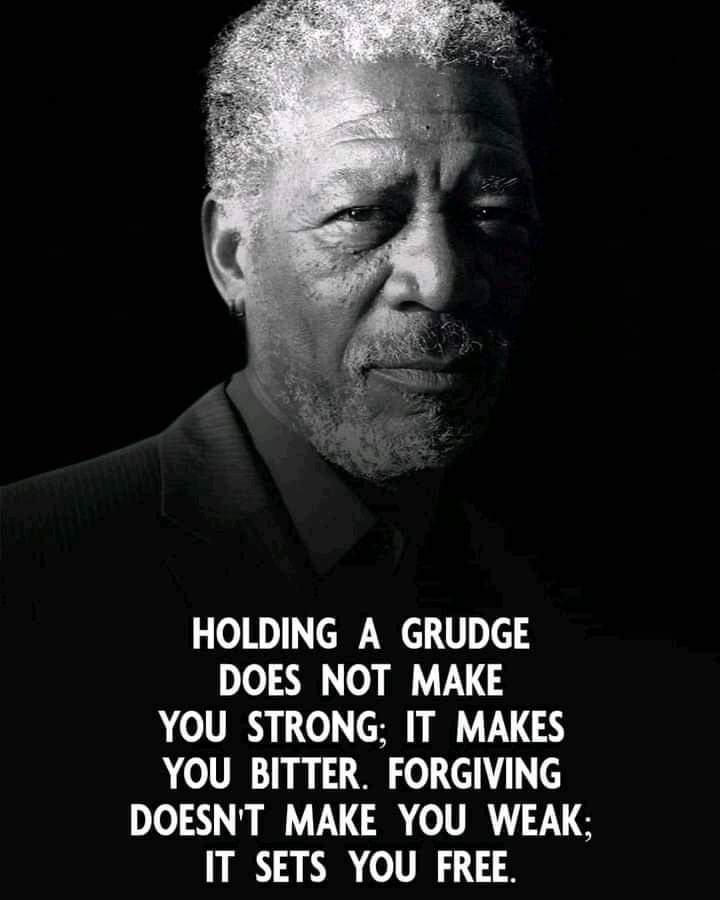 HOLDING A GRUDGE
DOES NOT MAKE
YOU STRONG; IT MAKES
YOU BITTER. FORGIVING
DOESN'T MAKE YOU WEAK;
IT SETS YOU FREE.